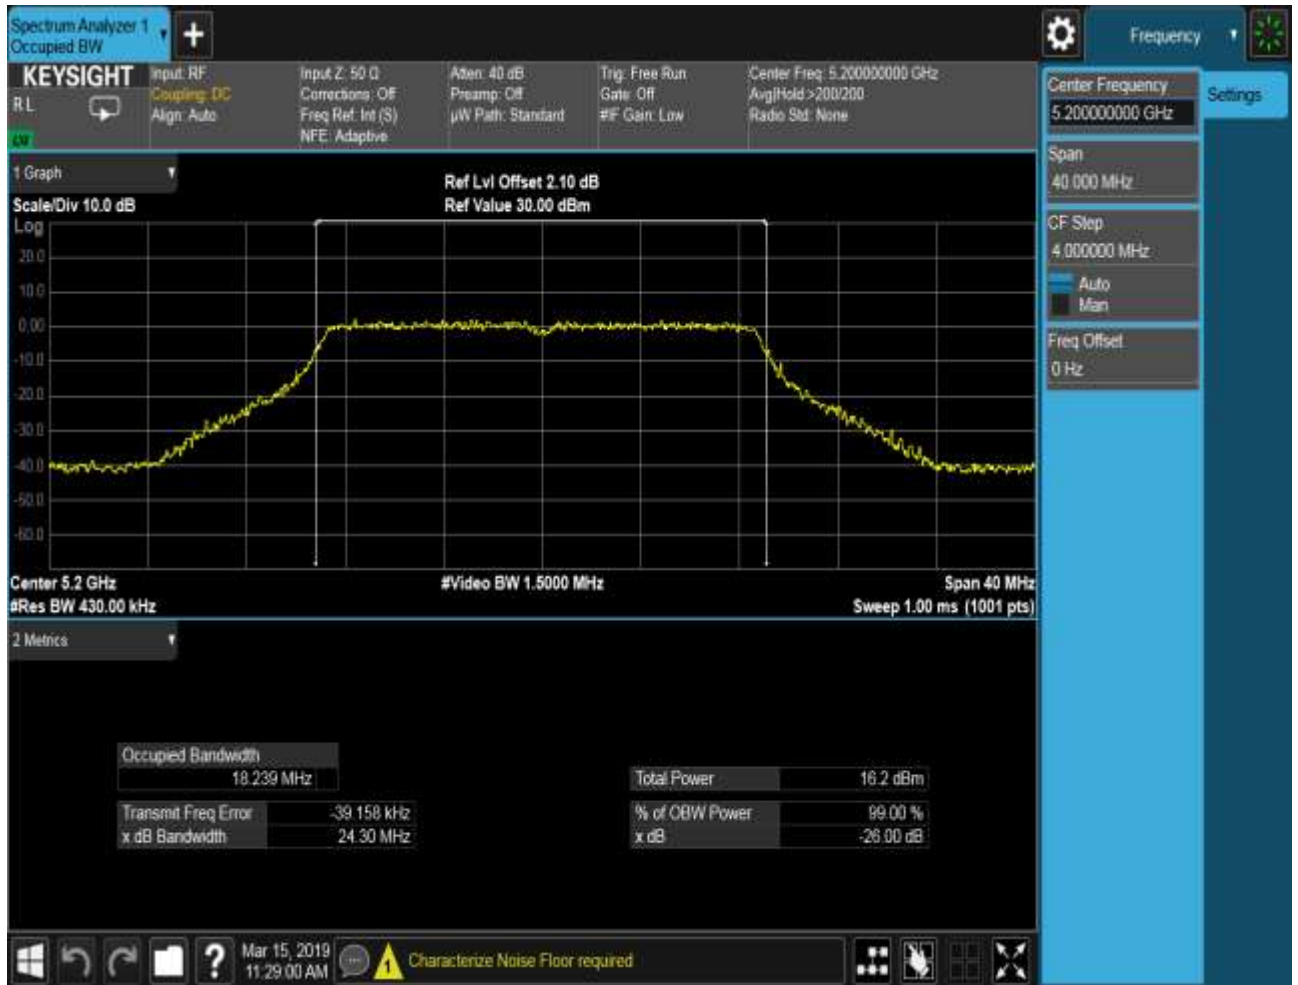 Spectrum Analyzer 1
Occupied BW
Frequency
KEYSIGHT
R L
Input: RF
Coupling: DC
Align: Auto
Input Z: 50 Ω
Corrections: Off
Freq Ref: Int (S)
NFE: Adaptive
Atten: 40 dB
Preamp: Off
µW Path: Standard
Trig: Free Run
Gate: Off
#IF Gain: Low
Center Freq: 5.200000000 GHz
Avg|Hold:>200/200
Radio Std: None
Center Frequency
5.200000000 GHz
Settings
Span
40.000 MHz
CF Step
4.000000 MHz
Auto
Man
Freq Offset
0 Hz
1 Graph
Scale/Div 10.0 dB
Ref Lvl Offset 2.10 dB
Ref Value 30.00 dBm
Log
20.0
10.0
0.00
-10.0
-20.0
-30.0
-40.0
-50.0
-60.0
Center 5.2 GHz
#Video BW 1.5000 MHz
Span 40 MHz
#Res BW 430.00 kHz
Sweep 1.00 ms (1001 pts)
2 Metrics
Occupied Bandwidth
18.239 MHz
Total Power 16.2 dBm
Transmit Freq Error -39.158 kHz
% of OBW Power 99.00 %
x dB Bandwidth 24.30 MHz
x dB -26.00 dB
?
Mar 15, 2019
11:29:00 AM
1
Characterize Noise Floor required